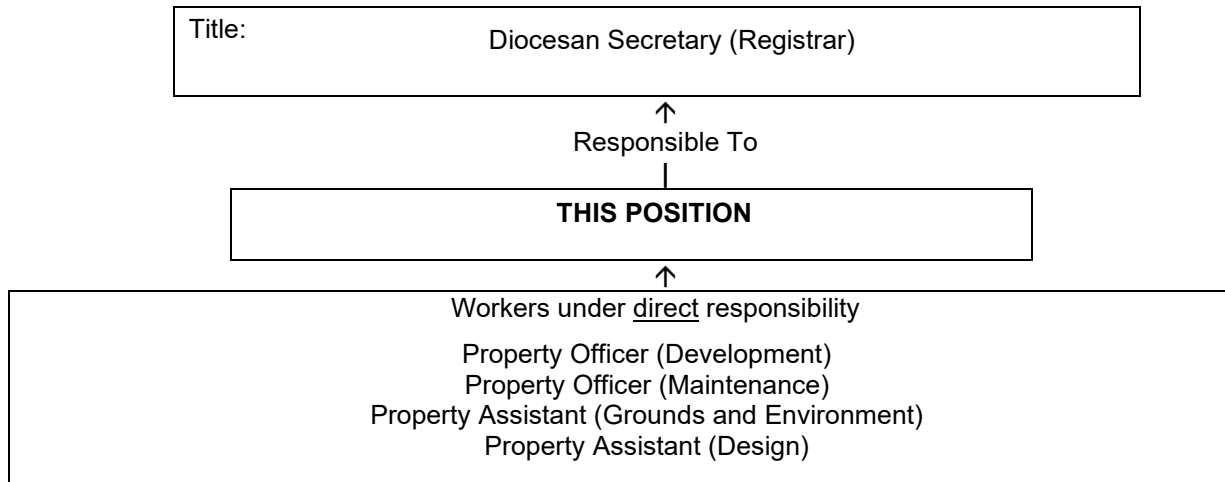 Title:
Diocesan Secretary (Registrar)
↑
Responsible To
THIS POSITION
↑
Workers under direct responsibility
Property Officer (Development)
Property Officer (Maintenance)
Property Assistant (Grounds and Environment)
Property Assistant (Design)